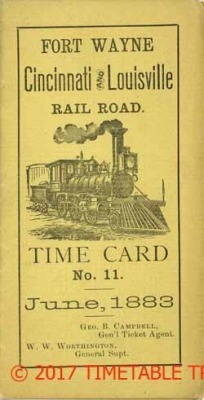 FORT WAYNE
Cincinnati AND Louisville
RAIL ROAD.
TIME CARD
No. 11.
June, 1883
GEO. B. CAMPBELL,
Gen'l Ticket Agent.
W. W. WORTHINGTON,
General Supt.
© 2017 TIMETABLE